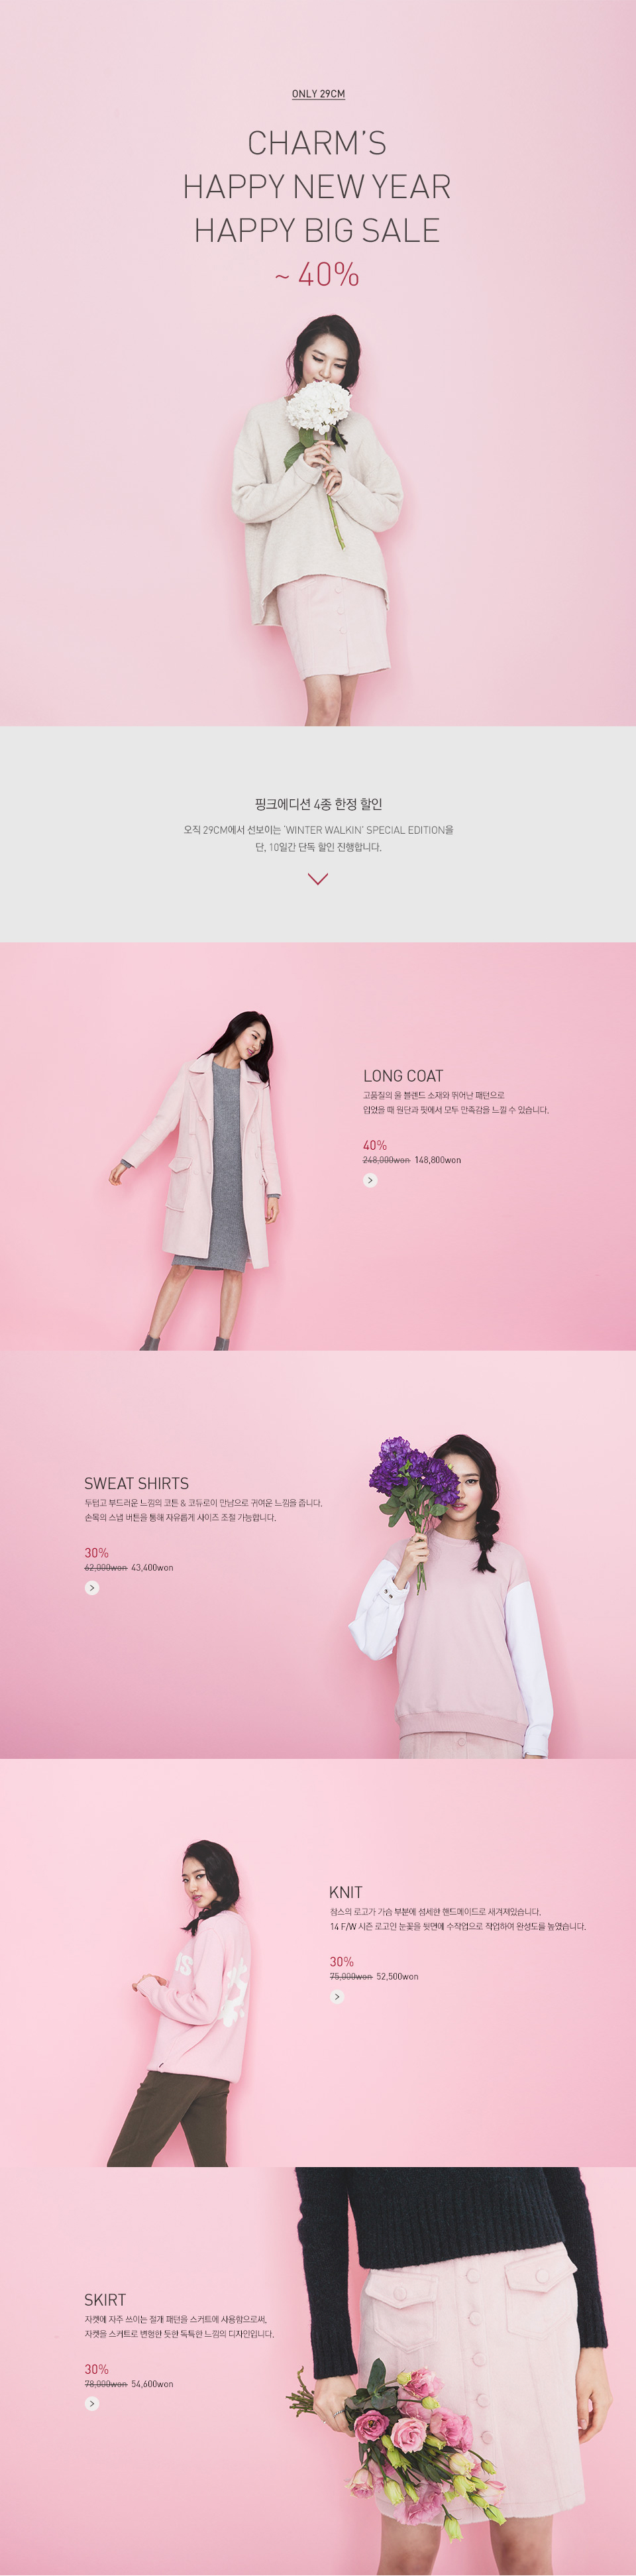 ONLY 29CM
CHARM'S
HAPPY NEW YEAR
HAPPY BIG SALE
~ 40%
핑크에디션 4종 한정 할인
오직 29CM에서 선보이는 'WINTER WALKIN' SPECIAL EDITION을
단, 10일간 단독 할인 진행합니다.
LONG COAT
고품질의 울 블렌드 소재와 뛰어난 패턴으로
입었을 때 원단과 핏에서 모두 만족감을 느낄 수 있습니다.
40%
248,000won 148,800won
SWEAT SHIRTS
두텁고 부드러운 느낌의 코튼 & 코듀로이 만남으로 귀여운 느낌을 줍니다.
손목의 스냅 버튼을 통해 자유롭게 사이즈 조절 가능합니다.
30%
62,000won 43,400won
KNIT
참스의 로고가 가슴 부분에 섬세한 핸드메이드로 새겨져있습니다.
14 F/W 시즌 로고인 눈꽃을 뒷면에 수작업으로 작업하여 완성도를 높였습니다.
30%
75,000won 52,500won
SKIRT
자켓에 자주 쓰이는 절개 패턴을 스커트에 사용함으로써,
자켓을 스커트로 변형한 듯한 독특한 느낌의 디자인입니다.
30%
78,000won 54,600won